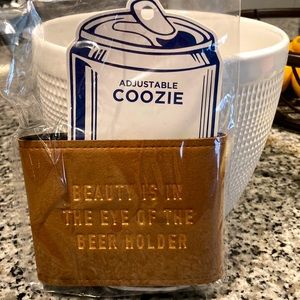 ADJUSTABLE
COOZIE
BEAUTY IS IN
THE EYE OF THE
BEER HOLDER